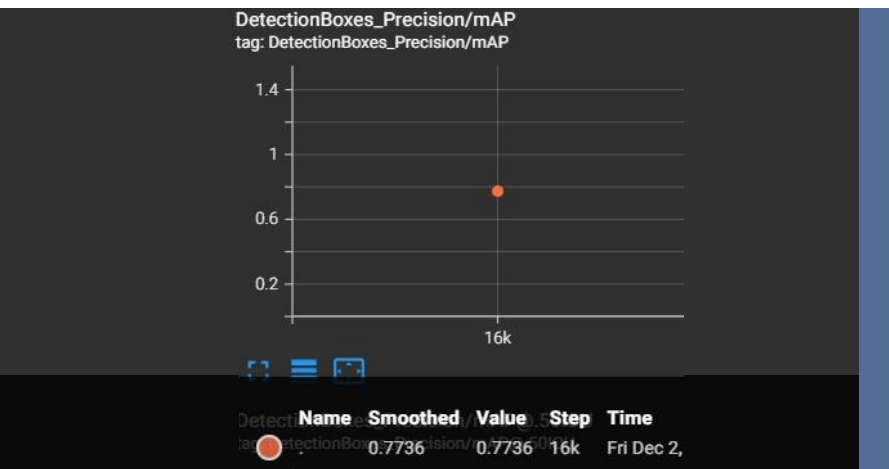 DetectionBoxes_Precision/mAP
tag: DetectionBoxes_Precision/mAP
1.4
1
0.6
0.2
16k
Name Smoothed Value Step Time
. 0.7736 0.7736 16k Fri Dec 2,